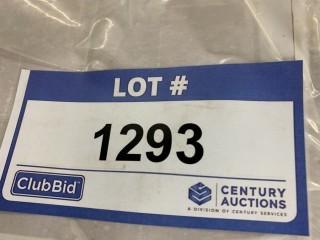 LOT #
1293
ClubBid
CENTURY
AUCTIONS
A DIVISION OF CENTURY SERVICES